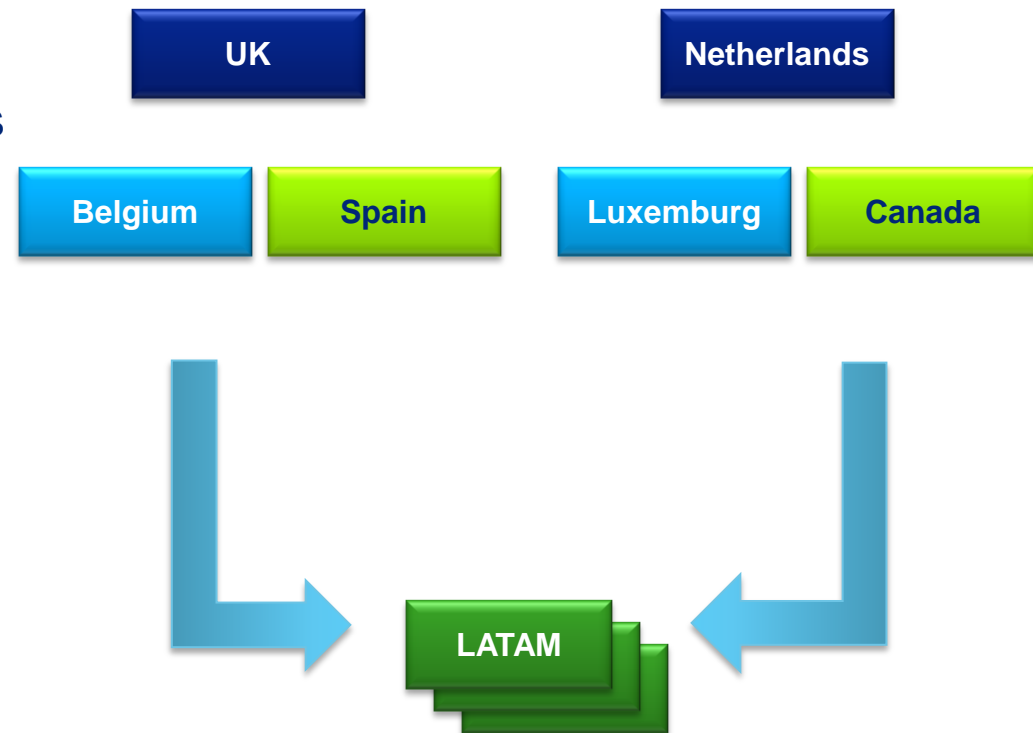 UK
Netherlands
s
Belgium
Spain
Luxemburg
Canada
LATAM